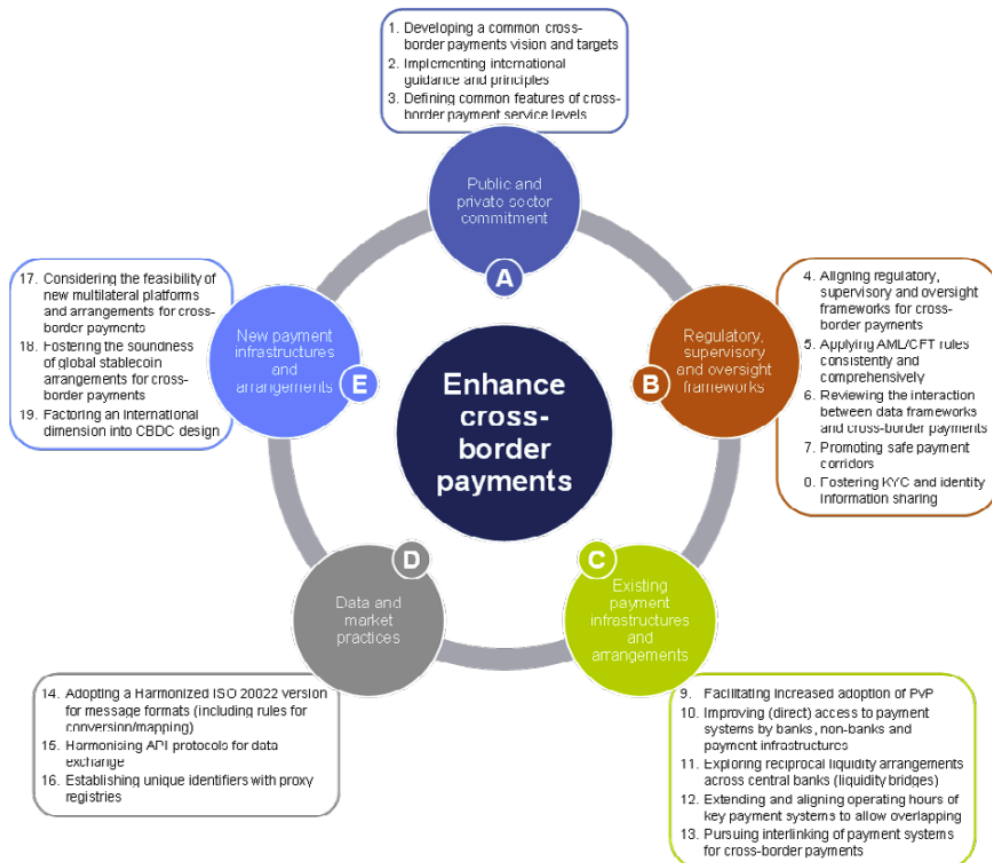 1. Developing a common cross-
border payments vision and targets
2. Implementing international
guidance and principles
3. Defining common features of cross-
border payment service levels
Public and
private sector
commitment
A
17. Considering the feasibility of
new multilateral platforms
and arrangements for cross-
border payments
18. Fostering the soundness
of global stablecoin
arrangements for cross-
border payments
19. Factoring an international
dimension into CBDC design
New payment
infrastructures
and
arrangements
E
Enhance
cross-
border
payments
Regulatory,
supervisory
and oversight
frameworks
B
4. Aligning regulatory,
supervisory and oversight
frameworks for cross-
border payments
5. Applying AML/CFT rules
consistently and
comprehensively
6. Reviewing the interaction
between data frameworks
and cross-border payments
7. Promoting safe payment
corridors
0. Fostering KYC and identity
information sharing
D
Data and
market
practices
C
Existing
payment
infrastructures
and
arrangements
14. Adopting a Harmonized ISO 20022 version
for message formats (including rules for
conversion/mapping)
15. Harmonising API protocols for data
exchange
16. Establishing unique identifiers with proxy
registries
9. Facilitating increased adoption of PvP
10. Improving (direct) access to payment
systems by banks, non-banks and
payment infrastructures
11. Exploring reciprocal liquidity arrangements
across central banks (liquidity bridges)
12. Extending and aligning operating hours of
key payment systems to allow overlapping
13. Pursuing interlinking of payment systems
for cross-border payments